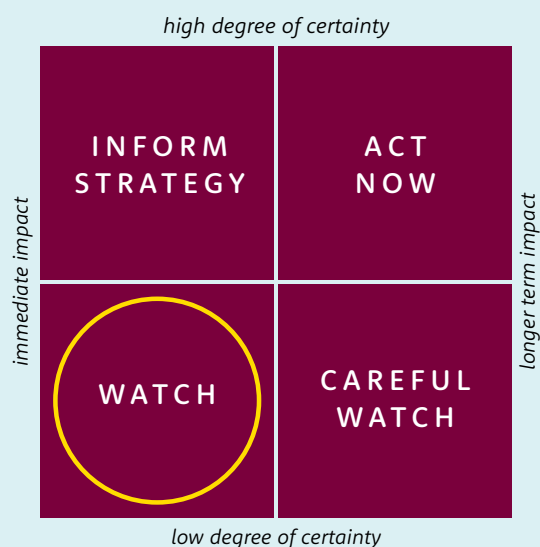 high degree of certainty
INFORM
STRATEGY
ACT
NOW
immediate impact
longer term impact
WATCH
CAREFUL
WATCH
low degree of certainty